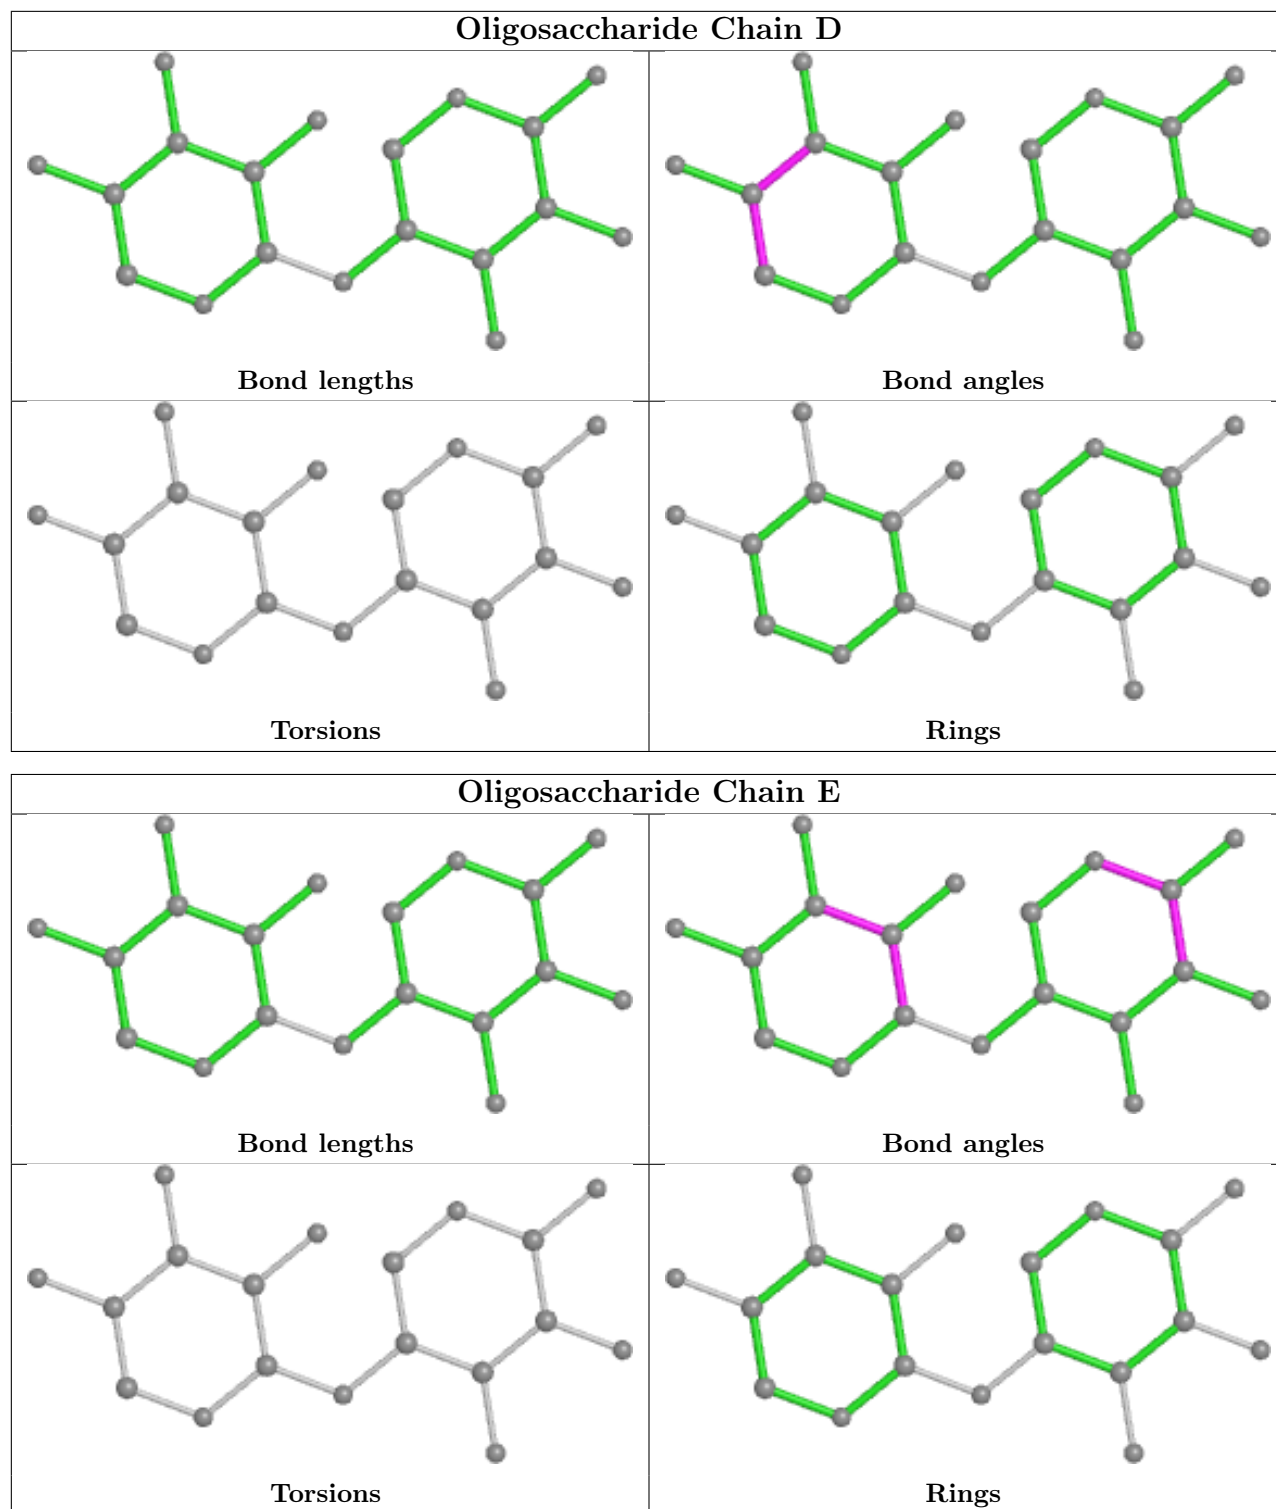 Oligosaccharide Chain D
Bond lengths
Bond angles
Torsions
Rings
Oligosaccharide Chain E
Bond lengths
Bond angles
Torsions
Rings